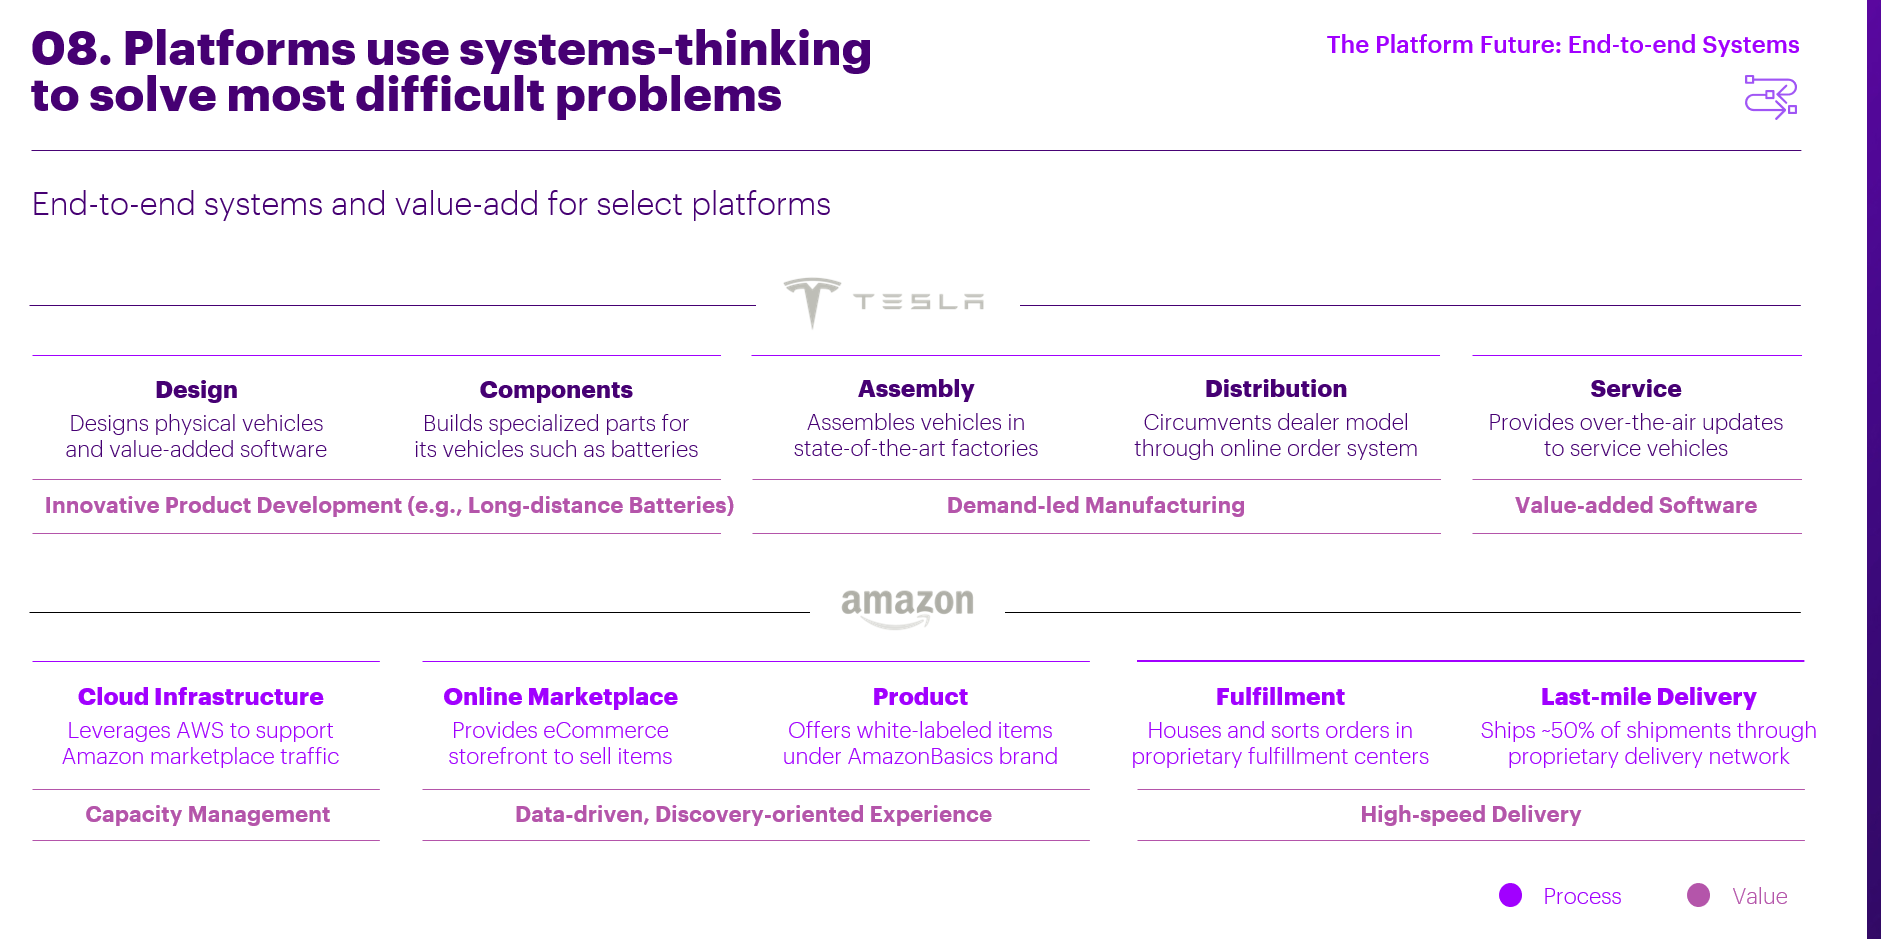 08. Platforms use systems-thinking
to solve most difficult problems
The Platform Future: End-to-end Systems
End-to-end systems and value-add for select platforms
TESLA
Design
Designs physical vehicles
and value-added software
Components
Builds specialized parts for
its vehicles such as batteries
Assembly
Assembles vehicles in
state-of-the-art factories
Distribution
Circumvents dealer model
through online order system
Service
Provides over-the-air updates
to service vehicles
Innovative Product Development (e.g., Long-distance Batteries)
Demand-led Manufacturing
Value-added Software
amazon
Cloud Infrastructure
Leverages AWS to support
Amazon marketplace traffic
Online Marketplace
Provides eCommerce
storefront to sell items
Product
Offers white-labeled items
under AmazonBasics brand
Fulfillment
Houses and sorts orders in
proprietary fulfillment centers
Last-mile Delivery
Ships ~50% of shipments through
proprietary delivery network
Capacity Management
Data-driven, Discovery-oriented Experience
High-speed Delivery
Process
Value